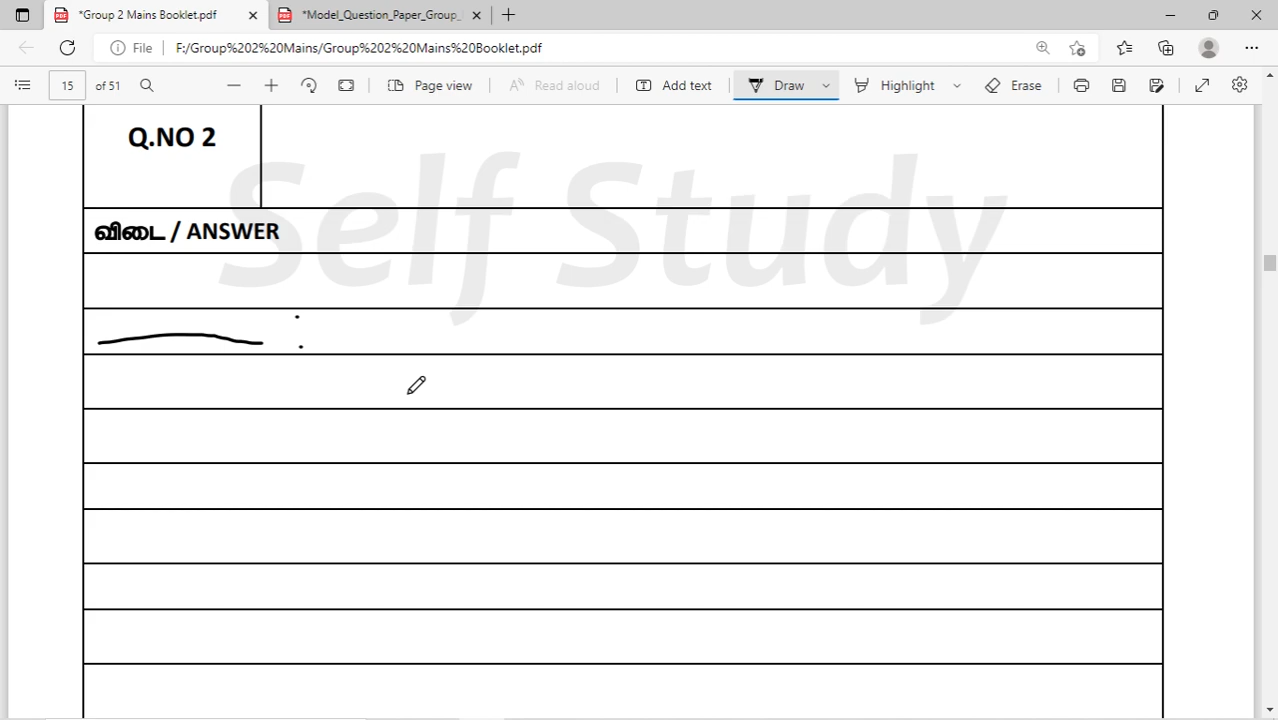 *Group 2 Mains Booklet.pdf
*Model_Question_Paper_Group_
File
F:/Group%202%20Mains/Group%202%20Mains%20Booklet.pdf
15 of 51
Page view
Read aloud
Add text
Draw
Highlight
Erase
Q.NO 2
Self Study
விடை / ANSWER
: